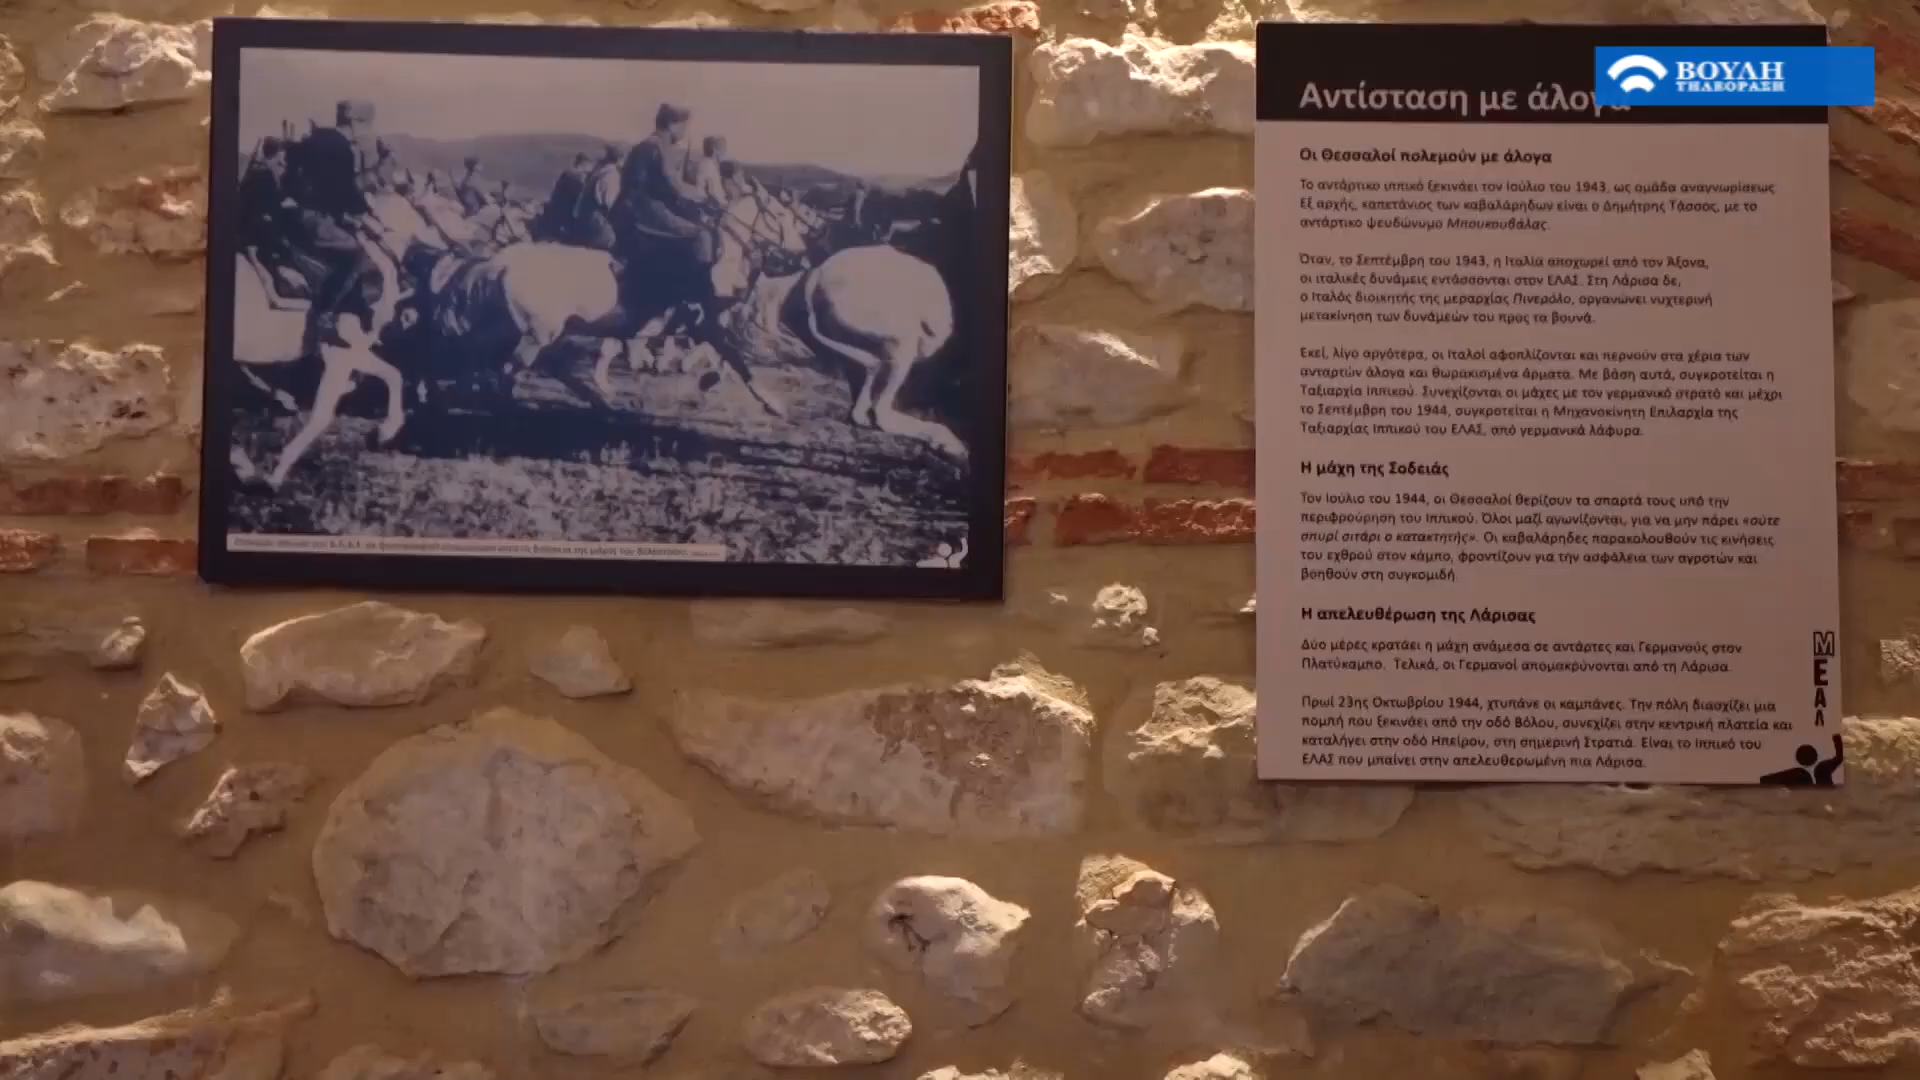 Αντίσταση με άλογα
ΒΟΥΛΗ
ΤΗΛΕΟΡΑΣΗ
Οι Θεσσαλοί πολεμούν με άλογα
Το αντάρτικο ιππικό ξεκινάει τον Ιούλιο του 1943, ως ομάδα αναγνωρίσεως
Εξ αρχής, καπετάνιος των καβαλάρηδων είναι ο Δημήτρης Τάσσος, με το
αντάρτικο ψευδώνυμο Μπουκουβάλας.
Όταν, το Σεπτέμβρη του 1943, η Ιταλία αποχωρεί από τον Άξονα,
οι ιταλικές δυνάμεις εντάσσονται στον ΕΛΑΣ. Στη Λάρισα δε,
ο Ιταλός διοικητής της μεραρχίας Πινερόλο, οργανώνει νυχτερινή
μετακίνηση των δυνάμεών του προς τα βουνά.
Εκεί, λίγο αργότερα, οι Ιταλοί αφοπλίζονται και περνούν στα χέρια των
ανταρτών άλογα και θωρακισμένα άρματα. Με βάση αυτά, συγκροτείται η
Ταξιαρχία Ιππικού. Συνεχίζονται οι μάχες με τον γερμανικό στρατό και μέχρι
το Σεπτέμβρη του 1944, συγκροτείται η Μηχανοκίνητη Επιλαρχία της
Ταξιαρχίας Ιππικού του ΕΛΑΣ, από γερμανικά λάφυρα.
Η μάχη της Σοδειάς
Τον Ιούλιο του 1944, οι Θεσσαλοί θερίζουν τα σπαρτά τους υπό την
περιφρούρηση του Ιππικού. Όλοι μαζί αγωνίζονται, για να μην πάρει «ούτε
σπυρί σιτάρι ο κατακτητής». Οι καβαλάρηδες παρακολουθούν τις κινήσεις
του εχθρού στον κάμπο, φροντίζουν για την ασφάλεια των αγροτών και
βοηθούν στη συγκομιδή.
Η απελευθέρωση της Λάρισας
Δύο μέρες κρατάει η μάχη ανάμεσα σε αντάρτες και Γερμανούς στον
Πλατύκαμπο. Τελικά, οι Γερμανοί απομακρύνονται από τη Λάρισα.
Πρωί 23ης Οκτωβρίου 1944, χτυπάνε οι καμπάνες. Την πόλη διασχίζει μια
πομπή που ξεκινάει από την οδό Βόλου, συνεχίζει στην κεντρική πλατεία και
καταλήγει στην οδό Ηπείρου, στη σημερινή Στρατιά. Είναι το Ιππικό του
ΕΛΑΣ που μπαίνει στην απελευθερωμένη πια Λάρισα.
ΜΕΑΛ